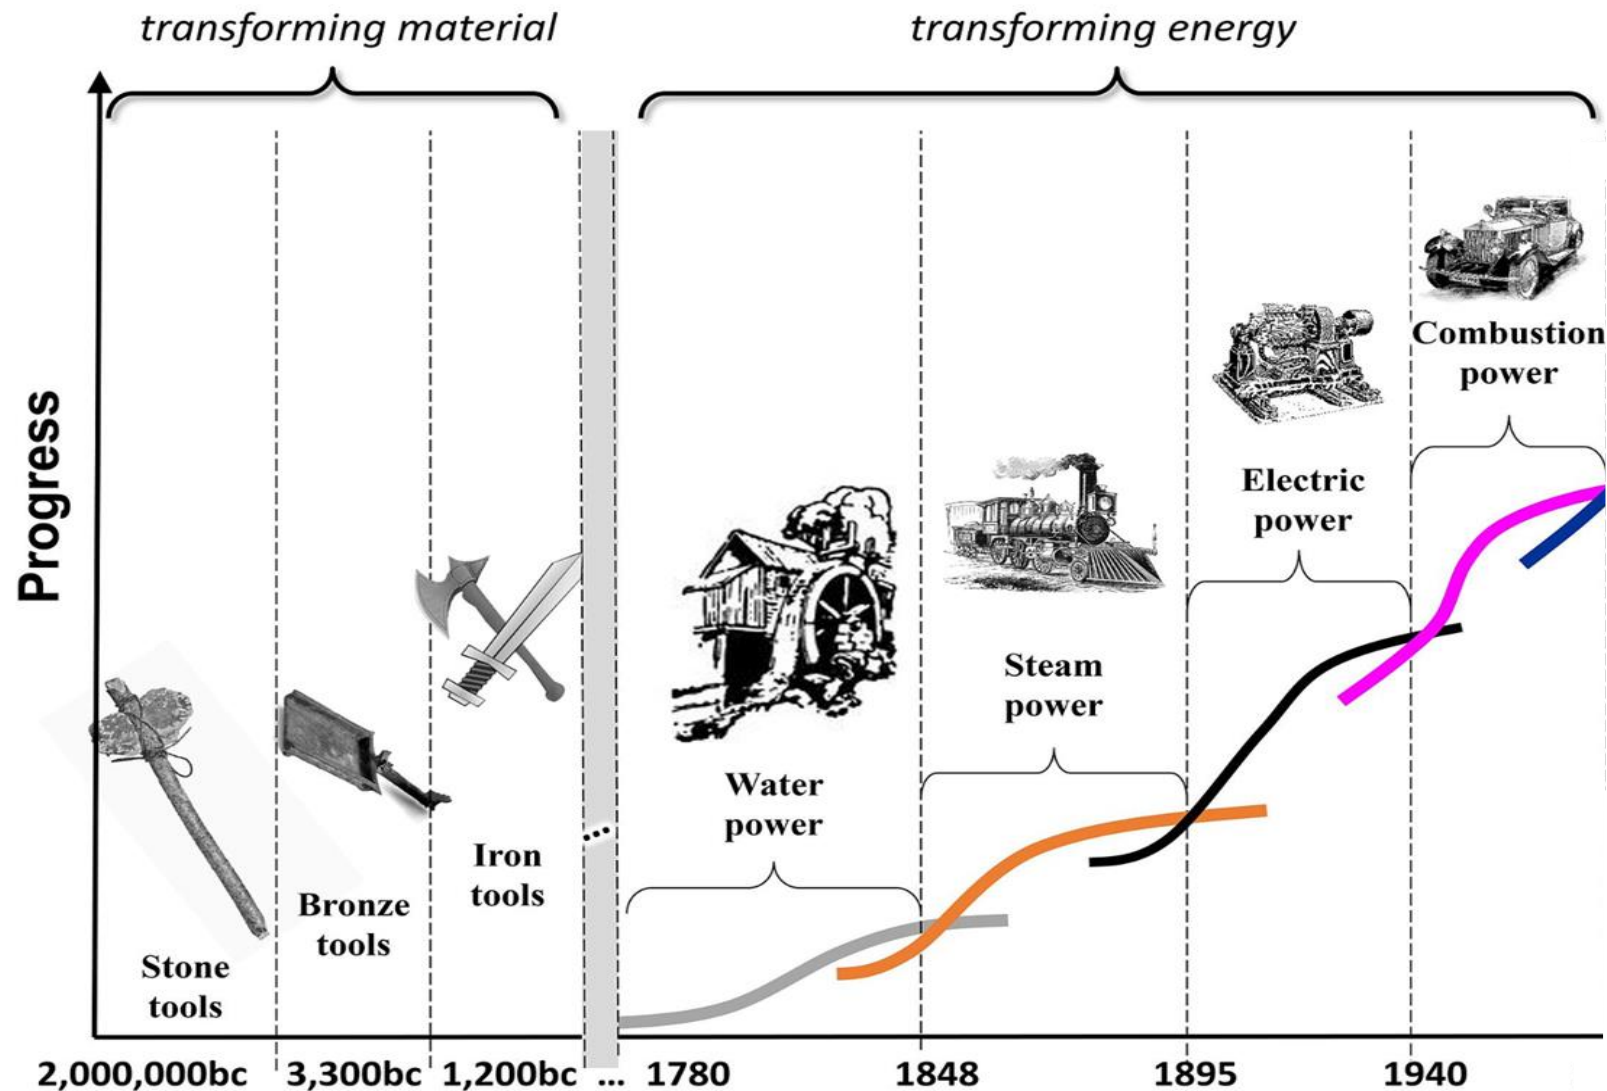 transforming material
transforming energy
Progress
Stone
tools
Bronze
tools
Iron
tools
...
Water
power
Steam
power
Electric
power
Combustion
power
2,000,000bc
3,300bc
1,200bc
...
1780
1848
1895
1940